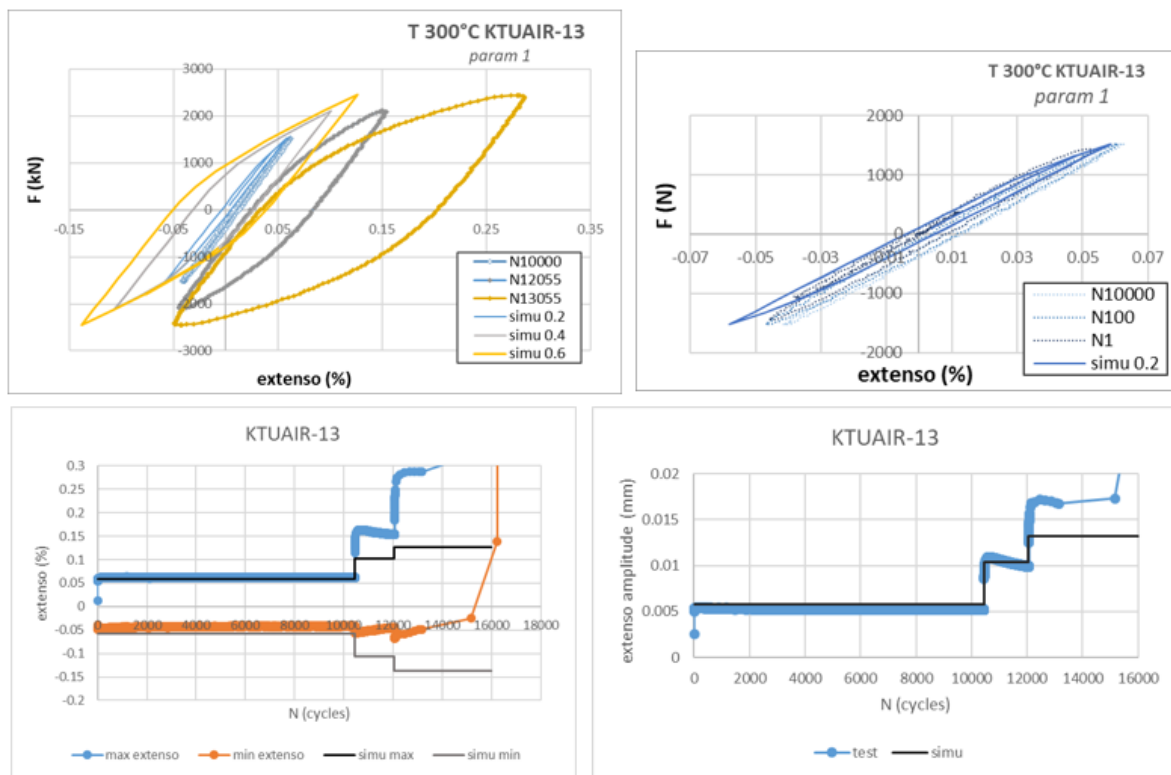 T 300°C KTUAIR-13
param 1
3000
2000
1000
0
-1000
-2000
-3000
-0.15
-0.05
0.05
0.15
0.25
0.35
F (kN)
extenso (%)
N10000
N12055
N13055
simu 0.2
simu 0.4
simu 0.6
T 300°C KTUAIR-13
param 1
2000
1000
0
-1000
-2000
-0.07
-0.05
-0.03
-0.01
0.01
0.03
0.05
0.07
F (N)
extenso (%)
N10000
N100
N1
simu 0.2
KTUAIR-13
0.3
0.25
0.2
0.15
0.1
0.05
0
-0.05
-0.1
-0.15
-0.2
extenso (%)
0 2000 4000 6000 8000 10000 12000 14000 16000 18000
N (cycles)
max extenso
min extenso
simu max
simu min
KTUAIR-13
0.02
0.015
0.01
0.005
0
extenso amplitude (mm)
0 2000 4000 6000 8000 10000 12000 14000 16000
N (cycles)
test
simu